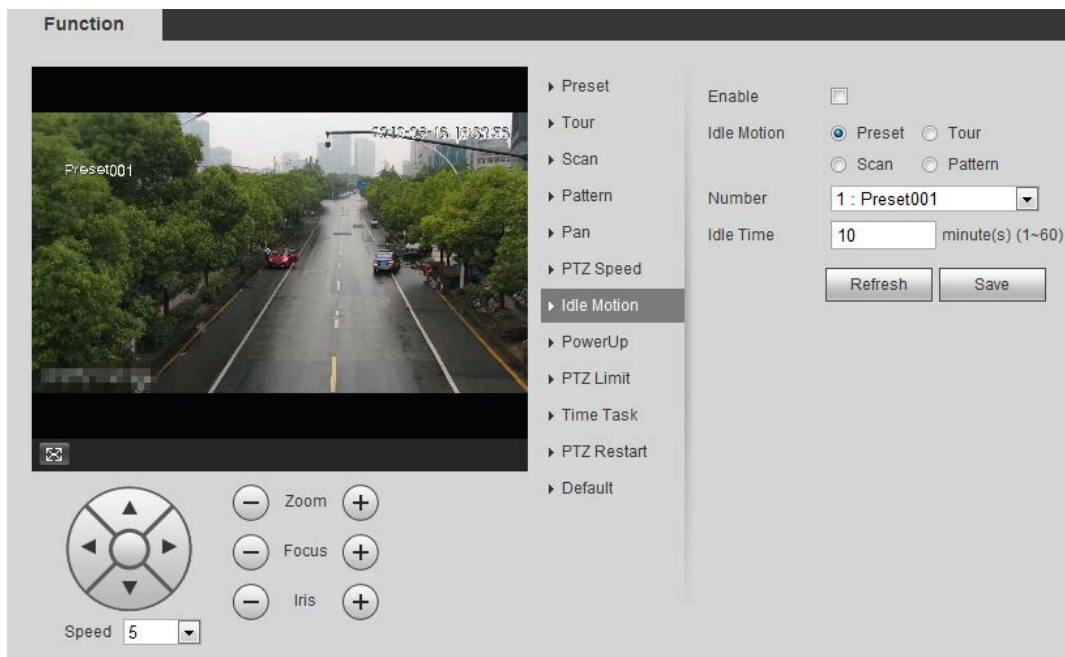 Function
Preset001
Zoom
Focus
Iris
Speed 5
Preset
Tour
Scan
Pattern
Pan
PTZ Speed
Idle Motion
PowerUp
PTZ Limit
Time Task
PTZ Restart
Default
Enable
Idle Motion Preset Tour
Scan Pattern
Number 1 : Preset001
Idle Time 10 minute(s) (1~60)
Refresh Save